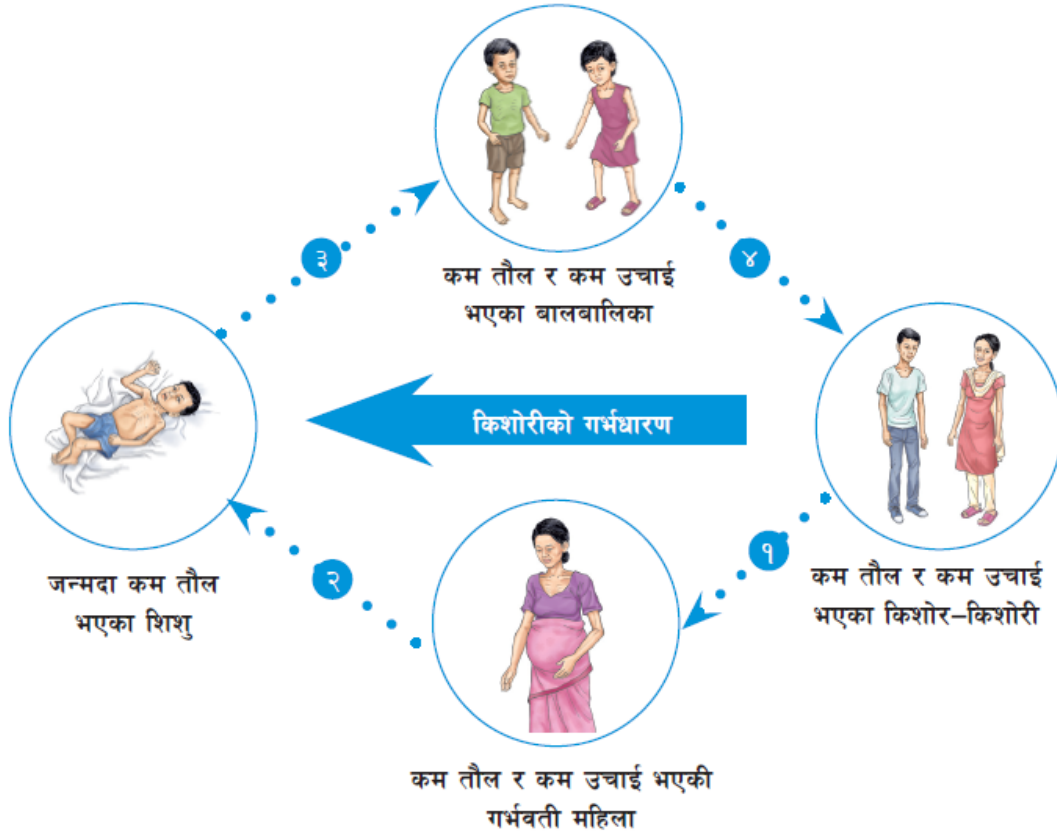 ३
४
कम तौल र कम उचाई
भएका बालबालिका
किशोरीको गर्भधारण
२
१
जन्मदा कम तौल
भएका शिशु
कम तौल र कम उचाई
भएका किशोर–किशोरी
कम तौल र कम उचाई भएकी
गर्भवती महिला